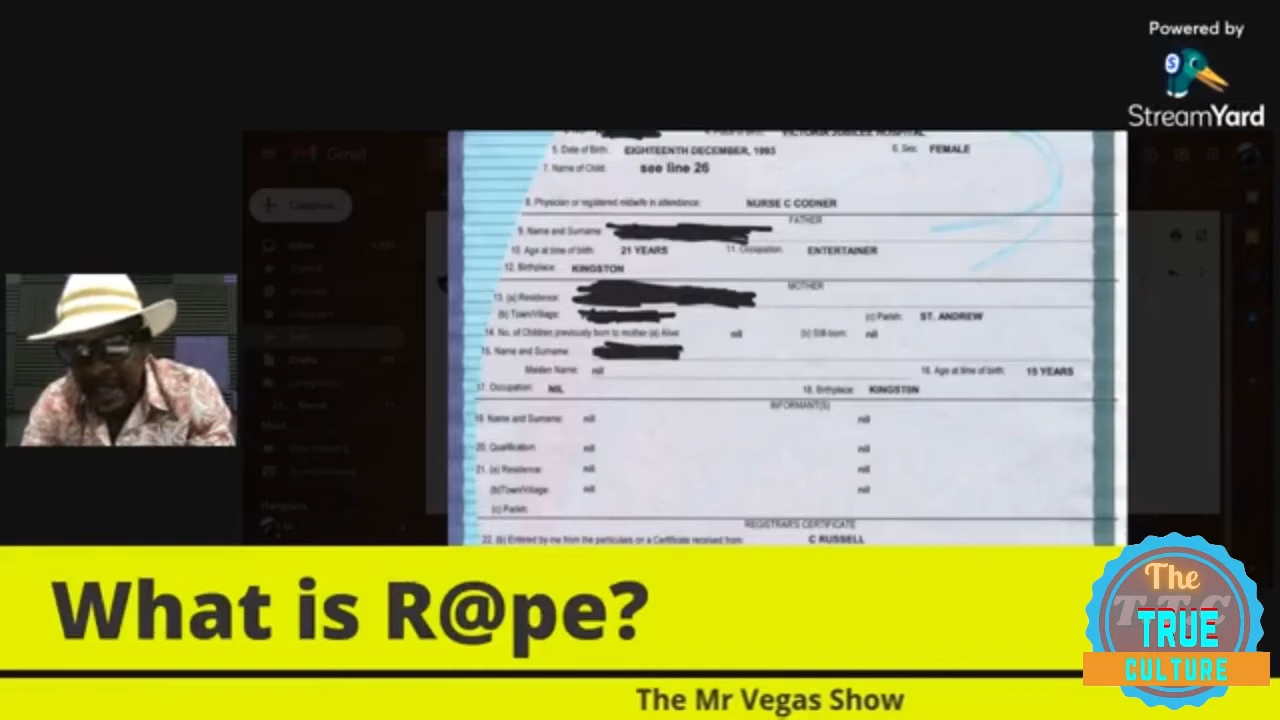 Powered by
StreamYard
Gmail
Compose
VICTORIA JUBILEE HOSPITAL
5. Date of Birth: EIGHTEENTH DECEMBER, 1993 6. Sex: FEMALE
7. Name of Child: see line 26
8. Physician or registered midwife in attendance: NURSE C CODNER
FATHER
9. Name and Surname:
10. Age at time of birth: 21 YEARS 11. Occupation: ENTERTAINER
12. Birthplace: KINGSTON
MOTHER
13. (a) Residence:
(b) Town/Village: (c) Parish: ST. ANDREW
14. No. of Children previously born to mother (a) Alive: nil (b) Still-born: nil
15. Name and Surname:
Maiden Name: nil 16. Age at time of birth: 15 YEARS
17. Occupation: NIL 18. Birthplace: KINGSTON
INFORMANT(S)
19. Name and Surname: nil nil
20. Qualification: nil nil
21. (a) Residence: nil nil
(b)Town/Village: nil nil
(c) Parish:
REGISTRAR'S CERTIFICATE
22. (b) Entered by me from the particulars on a Certificate received from: C RUSSELL
What is R@pe?
The Mr Vegas Show
The
T.T.C
TRUE
CULTURE